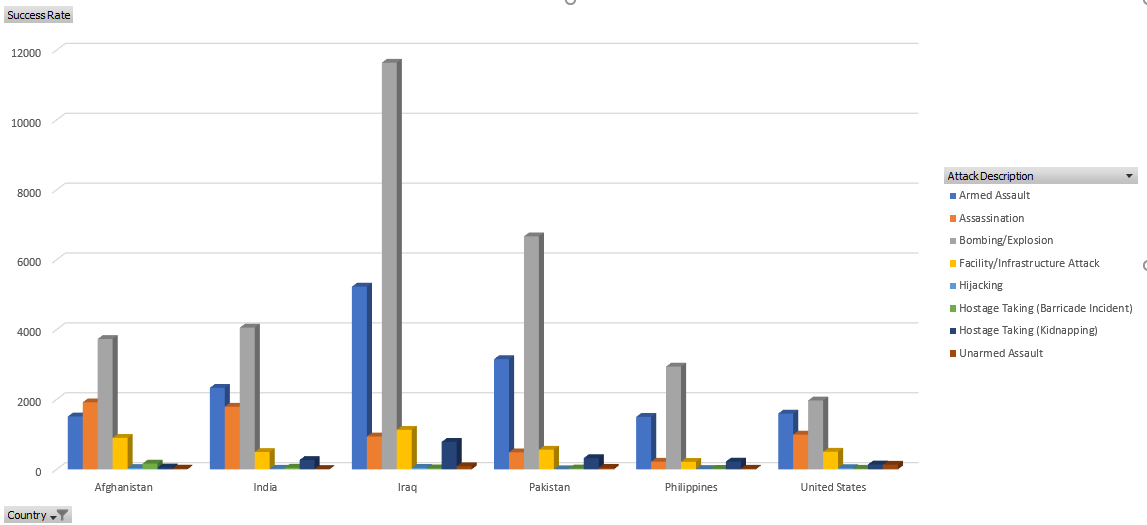 Success Rate
12000
10000
8000
6000
4000
2000
0
Afghanistan India Iraq Pakistan Philippines United States
Attack Description
Armed Assault
Assassination
Bombing/Explosion
Facility/Infrastructure Attack
Hijacking
Hostage Taking (Barricade Incident)
Hostage Taking (Kidnapping)
Unarmed Assault
Country